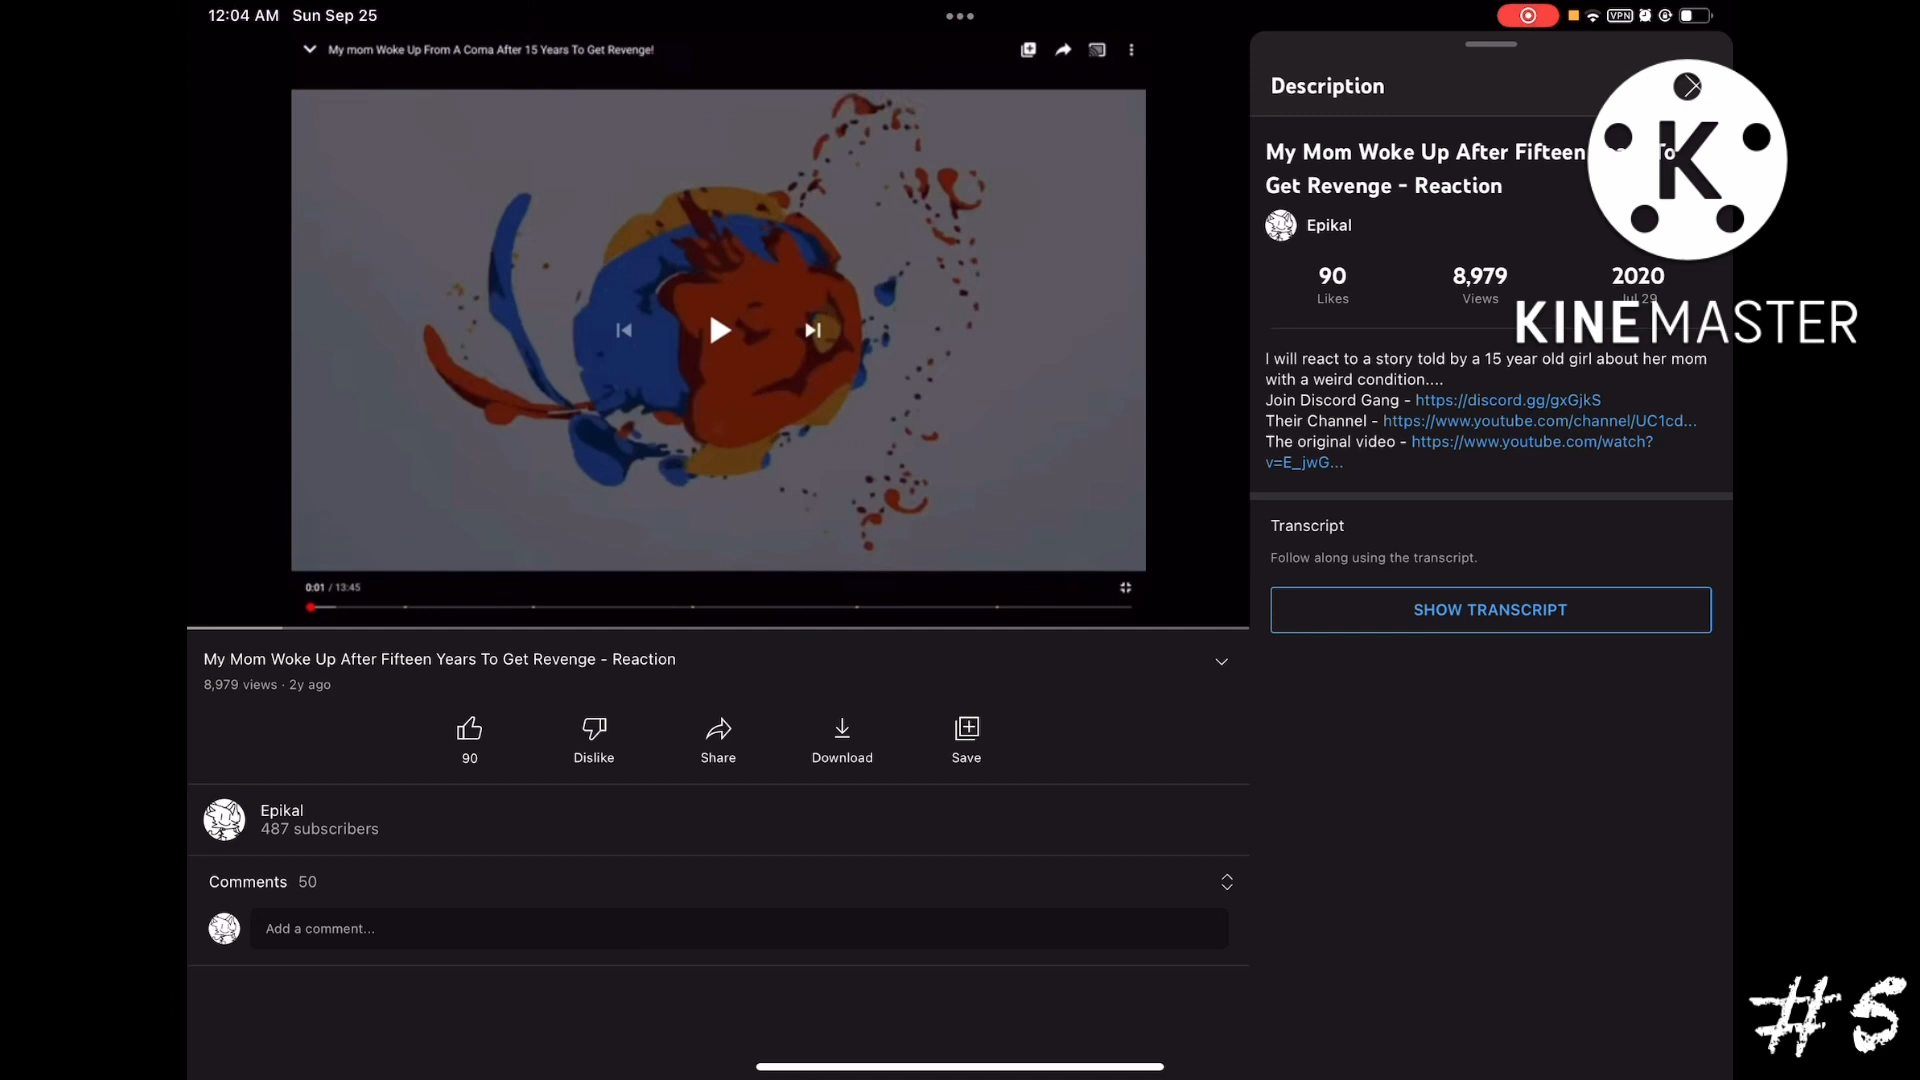 12:04 AM Sun Sep 25
VPN
My mom Woke Up From A Coma After 15 Years To Get Revenge!
0:01 / 13:45
My Mom Woke Up After Fifteen Years To Get Revenge - Reaction
8,979 views · 2y ago
90
Dislike
Share
Download
Save
Epikal
487 subscribers
Comments 50
Add a comment...
Description
My Mom Woke Up After Fifteen To
Get Revenge - Reaction
Epikal
90
8,979
2020
Likes
Views
Jul 29
K
KINEMASTER
I will react to a story told by a 15 year old girl about her mom
with a weird condition....
Join Discord Gang - https://discord.gg/gxGjkS
Their Channel - https://www.youtube.com/channel/UC1cd...
The original video - https://www.youtube.com/watch?
v=E_jwG...
Transcript
Follow along using the transcript.
SHOW TRANSCRIPT
#5